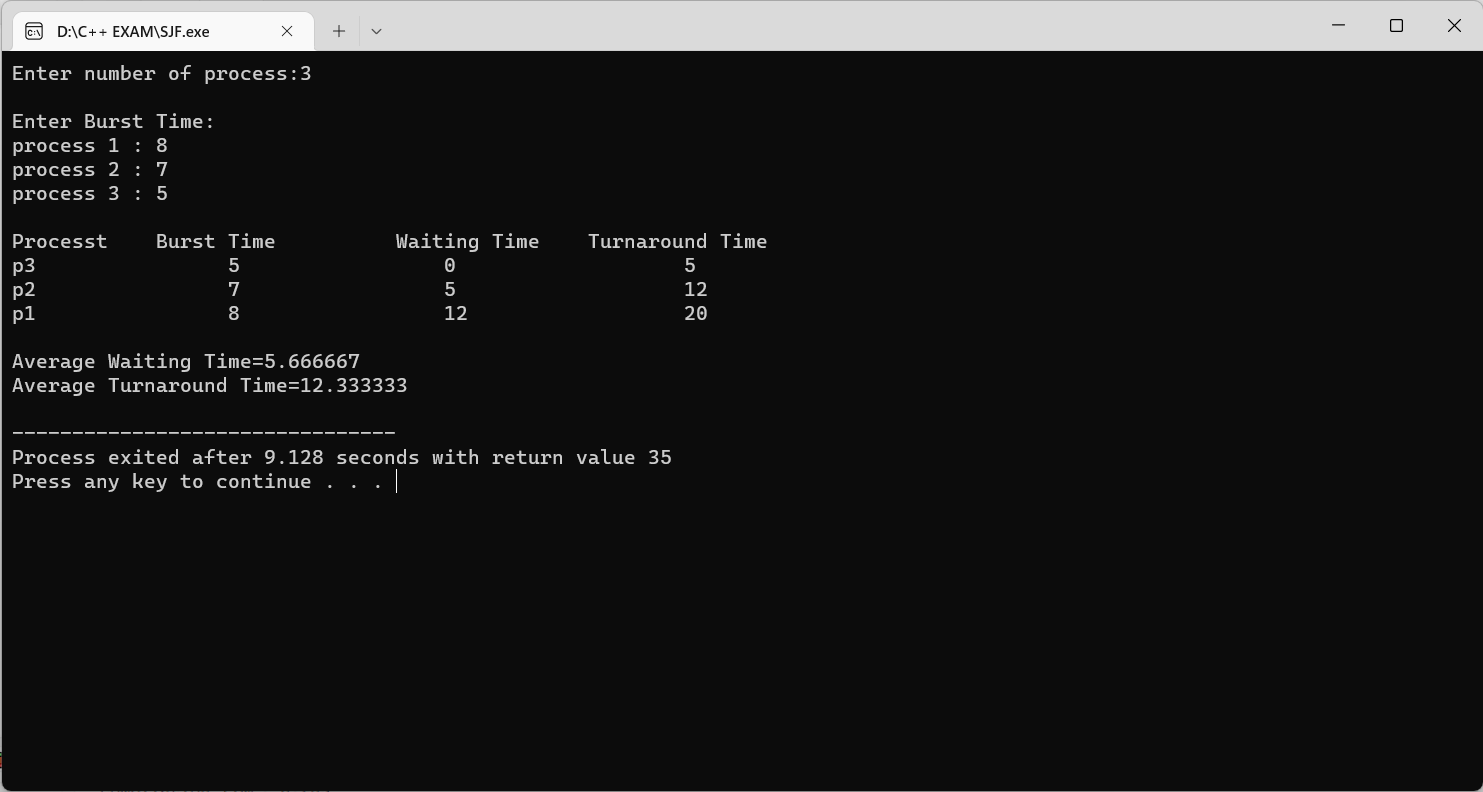 D:\C++ EXAM\SJF.exe
Enter number of process:3
Enter Burst Time:
process 1 : 8
process 2 : 7
process 3 : 5
Processt    Burst Time          Waiting Time    Turnaround Time
p3                5                 0                   5
p2                7                 5                   12
p1                8                 12                  20
Average Waiting Time=5.666667
Average Turnaround Time=12.333333
--------------------------------
Process exited after 9.128 seconds with return value 35
Press any key to continue . . .